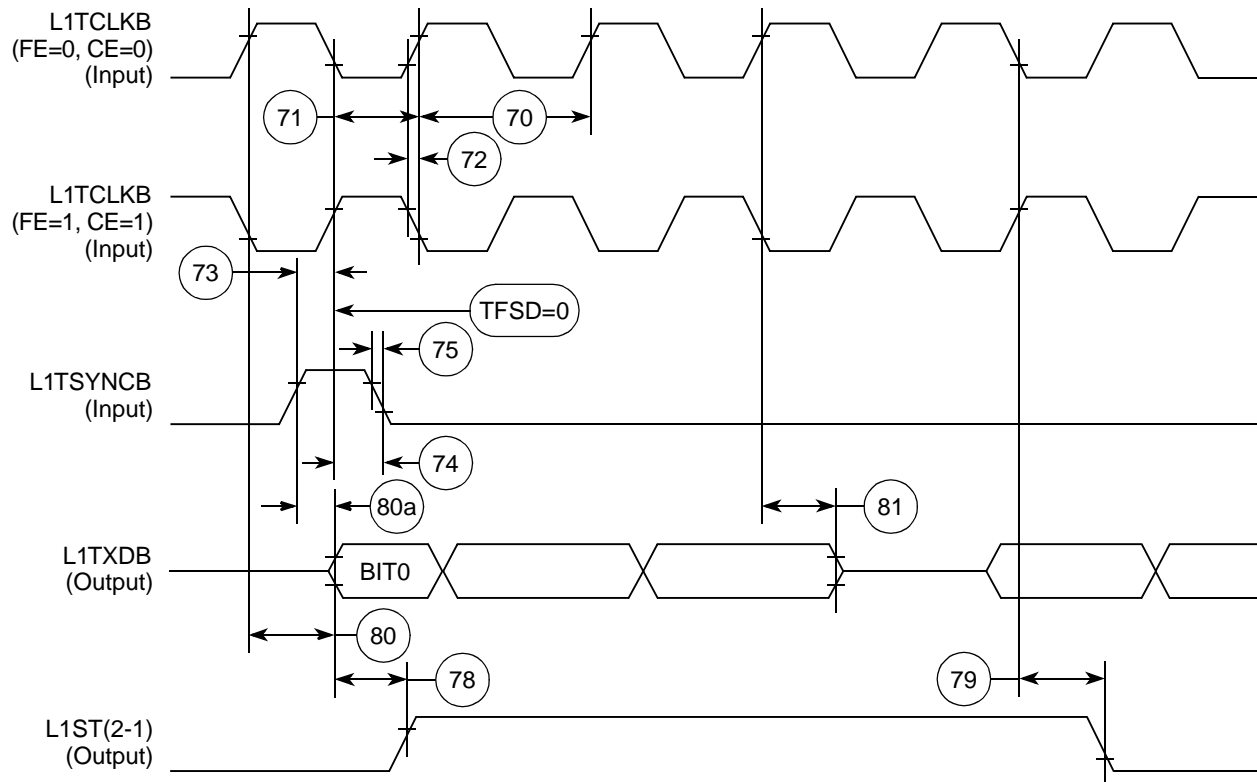 L1TCLKB
(FE=0, CE=0)
(Input)
71
70
72
L1TCLKB
(FE=1, CE=1)
(Input)
73
TFSD=0
75
L1TSYNCB
(Input)
74
80a
81
L1TXDB
(Output)
BIT0
80
78
79
L1ST(2-1)
(Output)